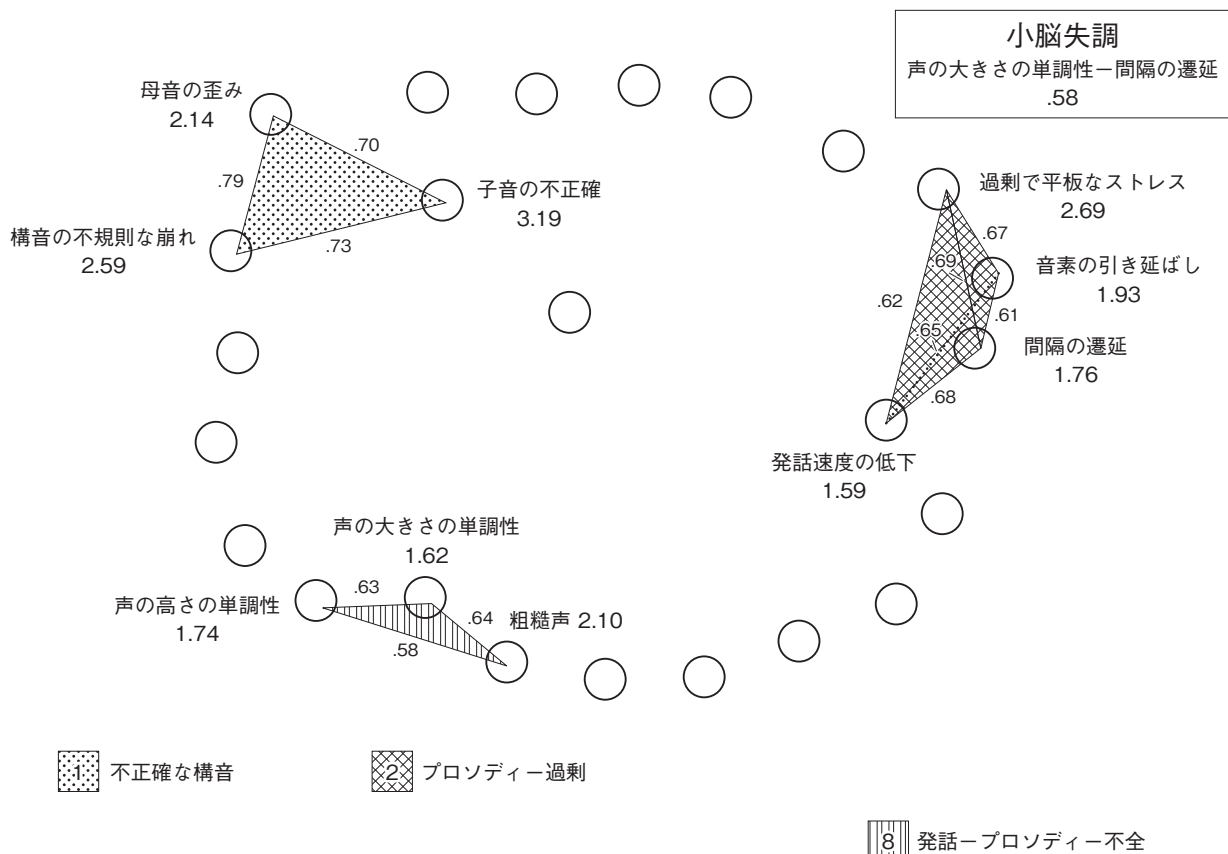 小脳失調
声の大きさの単調性－間隔の遷延
.58
母音の歪み
2.14
.70
.79
子音の不正確
3.19
.73
構音の不規則な崩れ
2.59
過剰で平板なストレス
2.69
.67
.69
音素の引き延ばし
1.93
.62
.61
.65
間隔の遷延
1.76
.68
発話速度の低下
1.59
声の大きさの単調性
1.62
.63
声の高さの単調性
1.74
.64
粗糙声 2.10
.58
1 不正確な構音
2 プロソディー過剰
8 発話－プロソディー不全